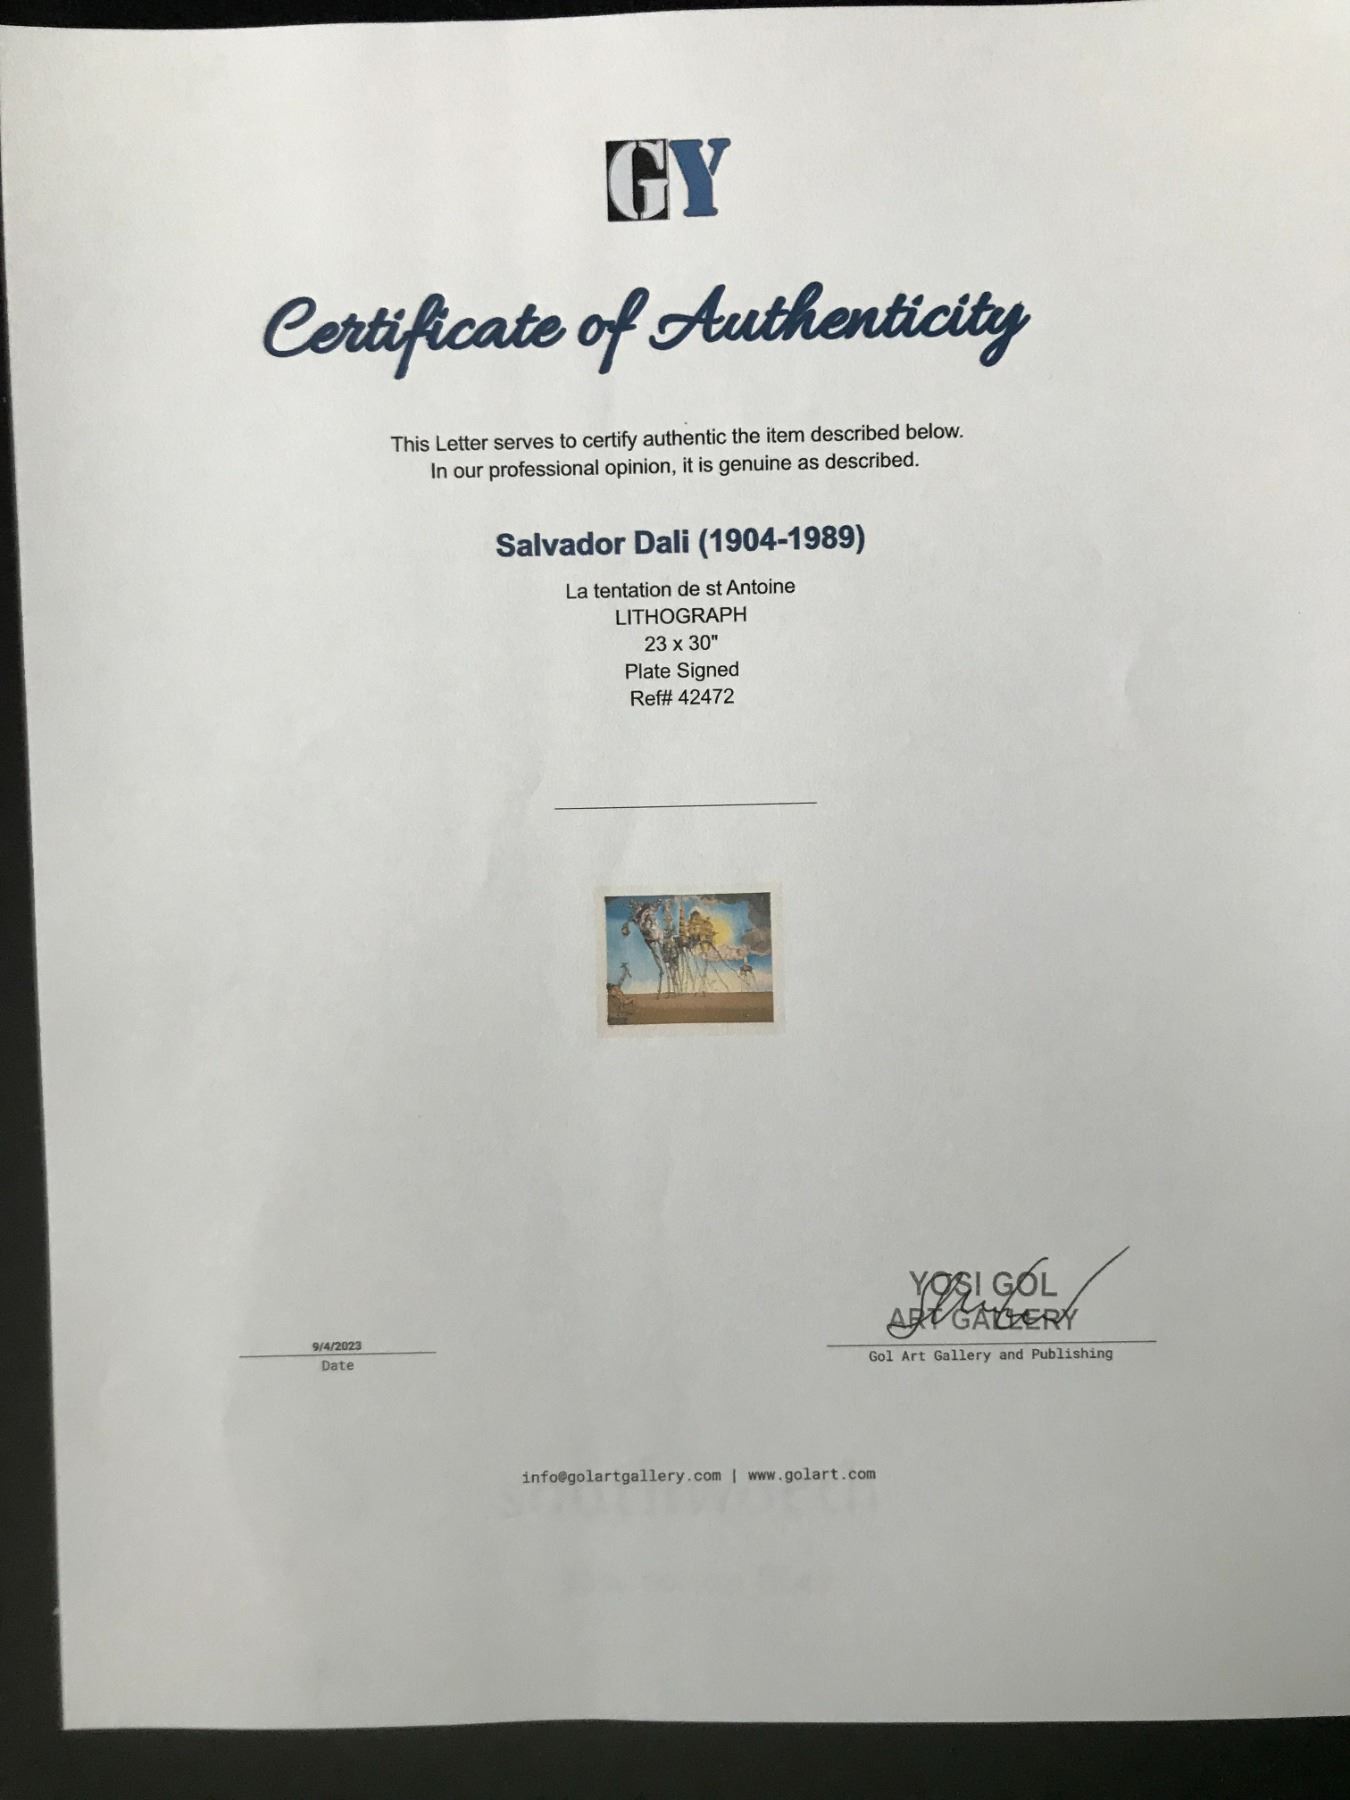 GY
Certificate of Authenticity
This Letter serves to certify authentic the item described below.
In our professional opinion, it is genuine as described.
Salvador Dali (1904-1989)
La tentation de st Antoine
LITHOGRAPH
23 x 30"
Plate Signed
Ref# 42472
YOSI GOL
ART GALLERY
9/4/2023
Date
Gol Art Gallery and Publishing
info@golartgallery.com | www.golart.com